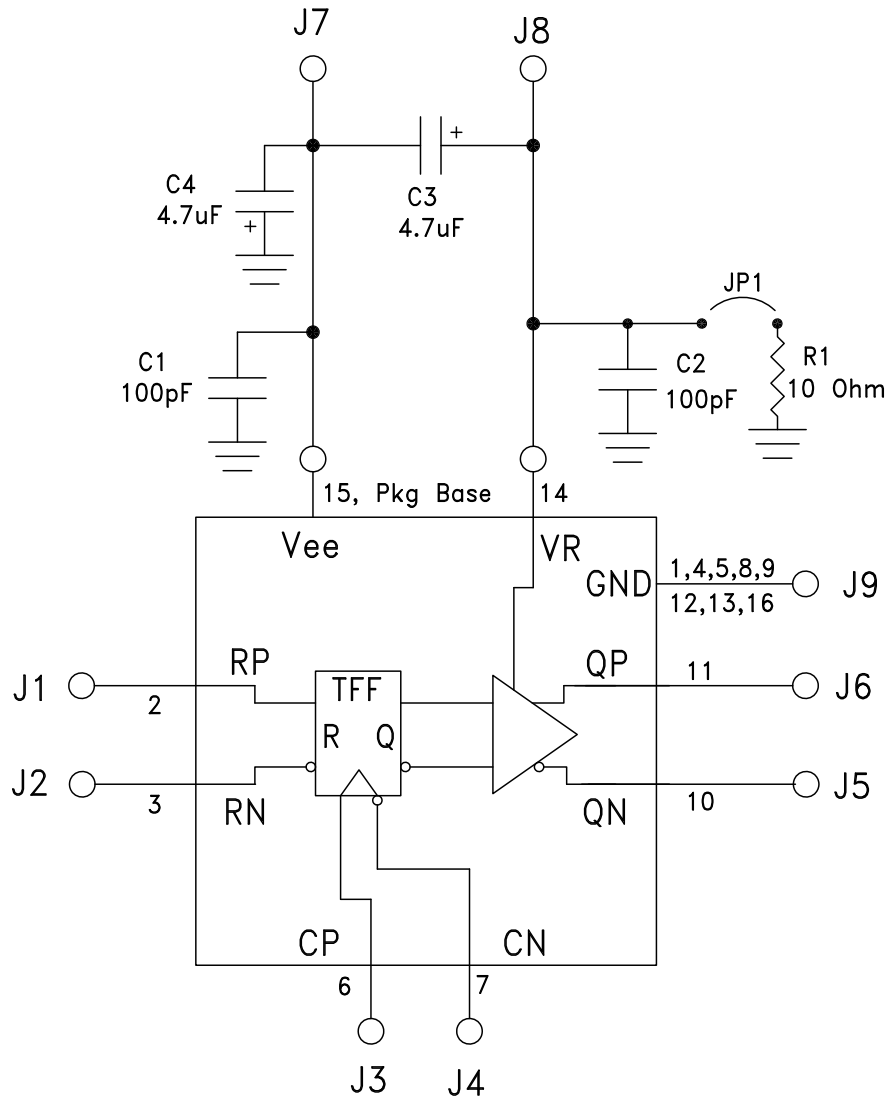 J7
J8
+
C4
4.7uF
+
C3
4.7uF
JP1
C1
100pF
C2
100pF
R1
10 Ohm
15, Pkg Base
14
Vee
VR
GND
1,4,5,8,9
12,13,16
J9
RP
TFF
QP
11
J1
2
R
Q
J6
J2
3
RN
QN
10
J5
CP
CN
6
7
J3
J4